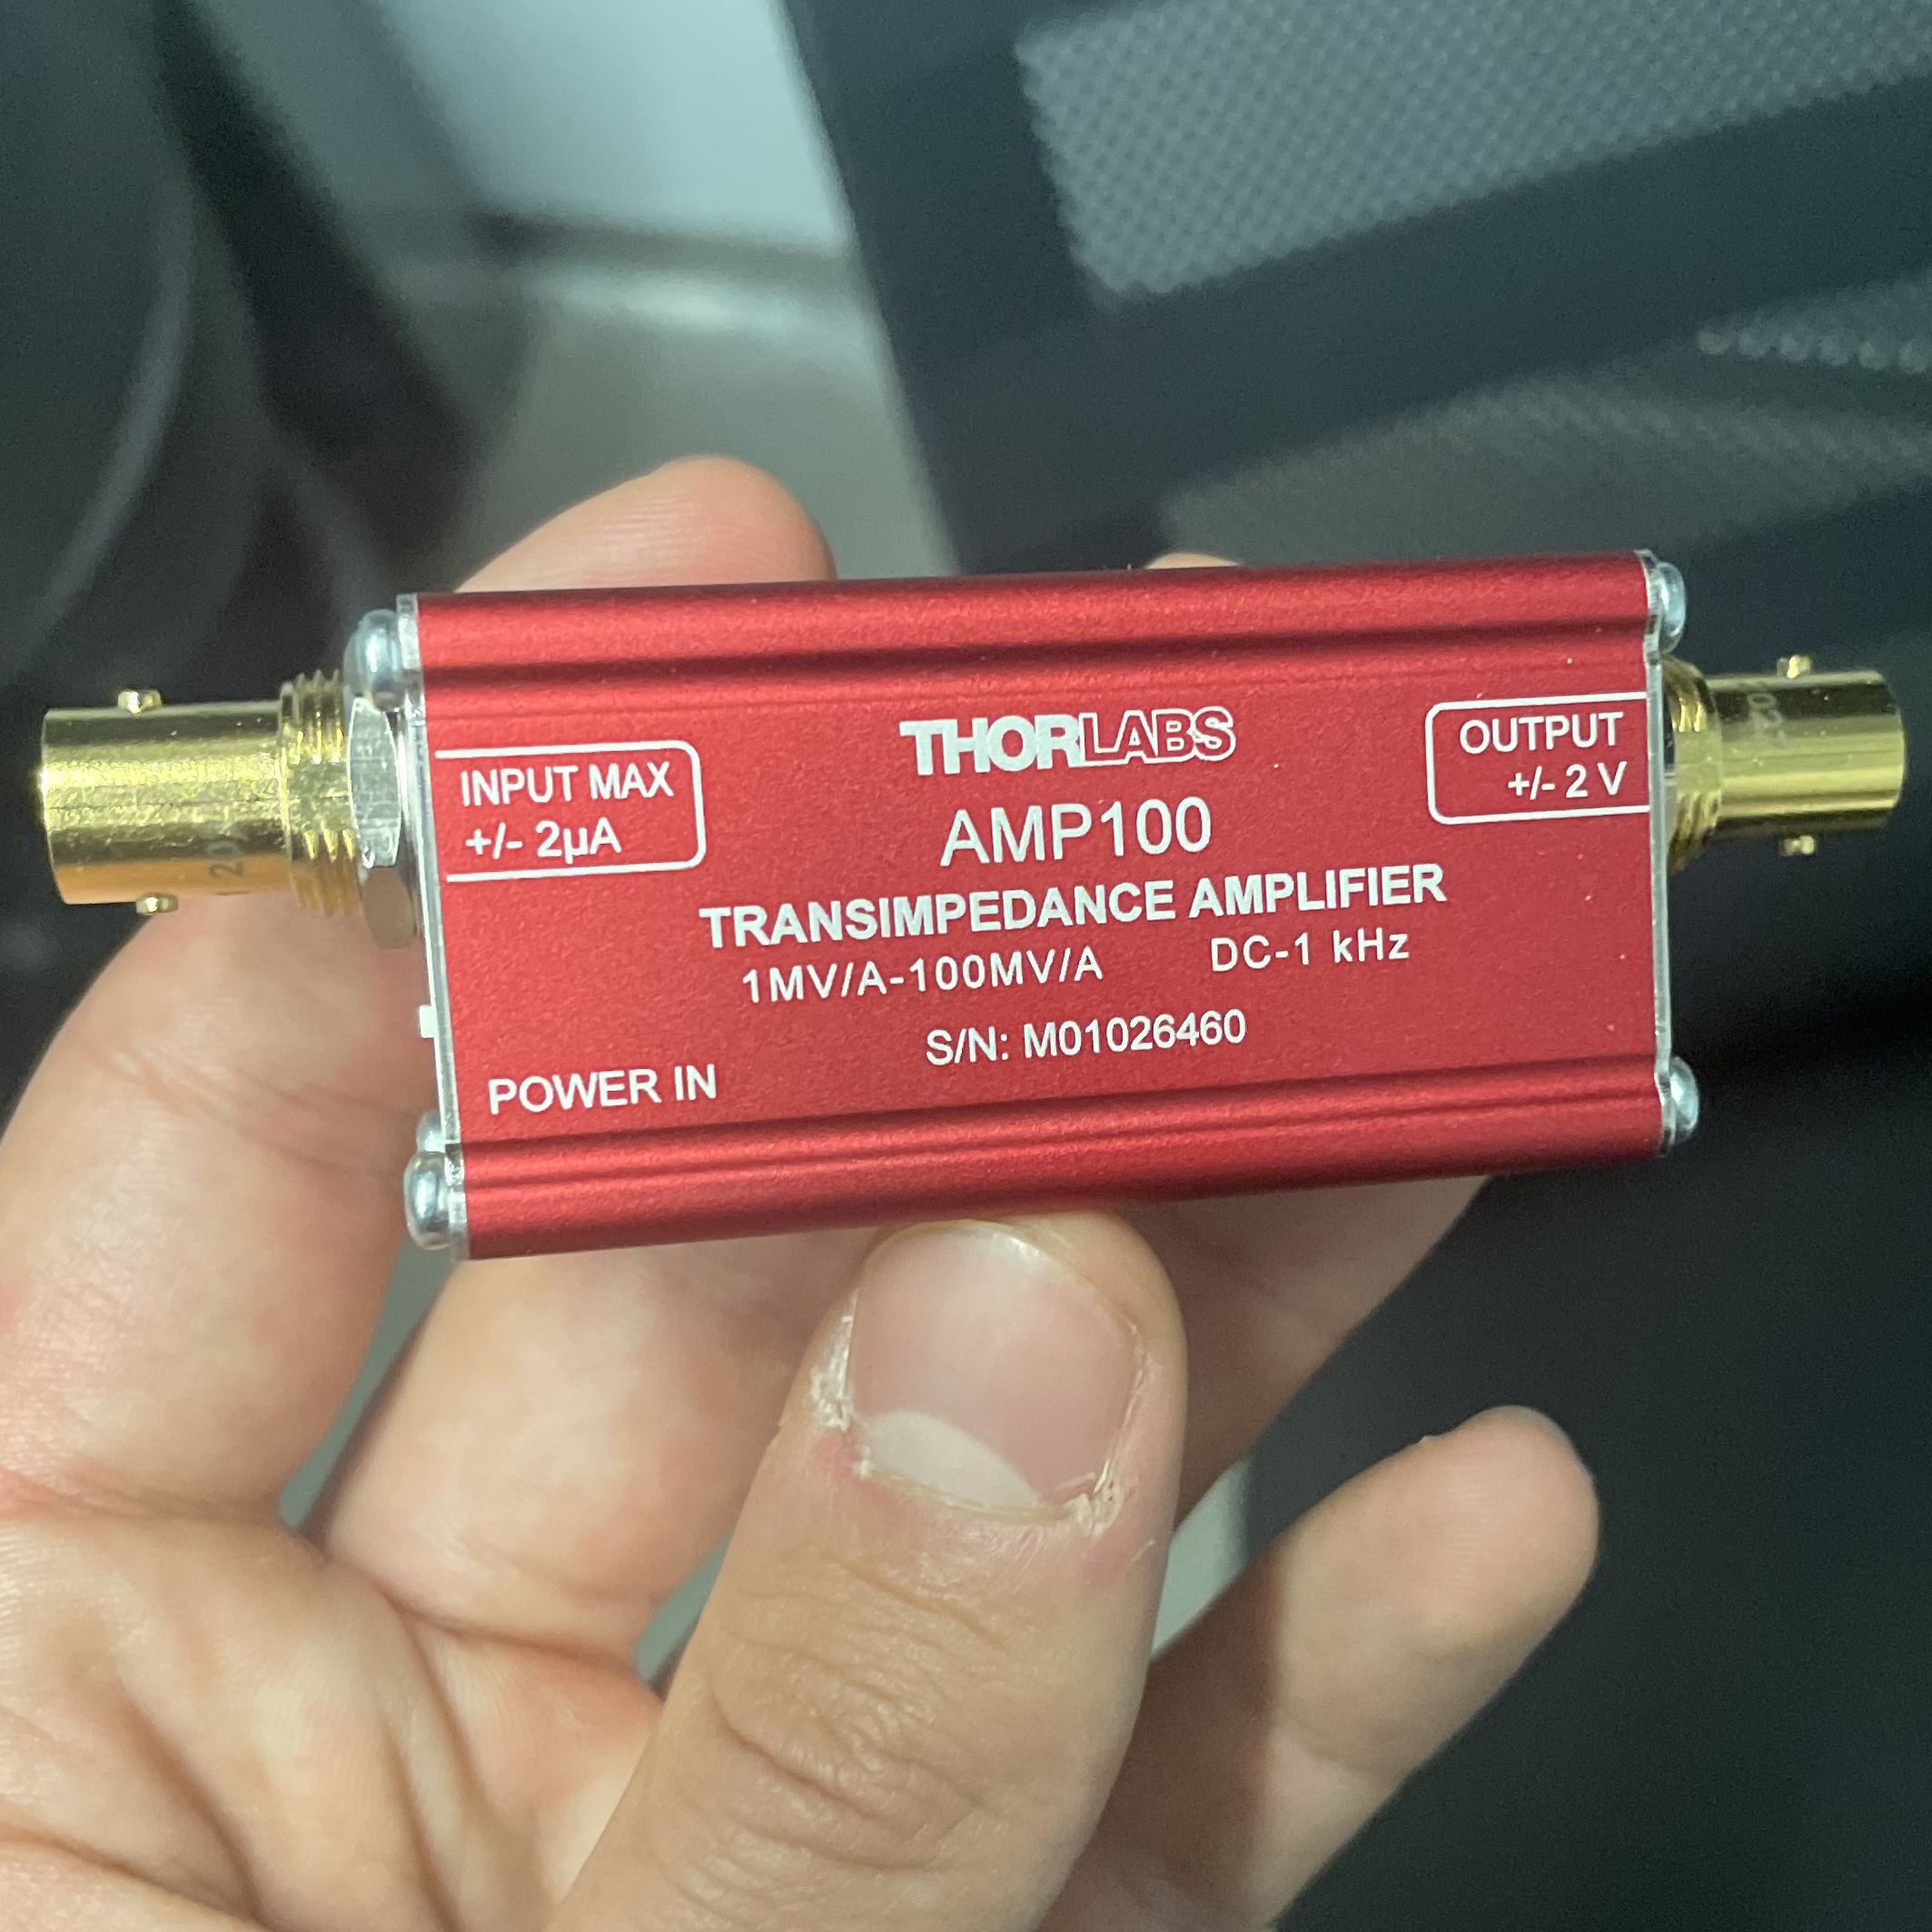 INPUT MAX
+/- 2µA
THORLABS
AMP100
TRANSIMPEDANCE AMPLIFIER
1MV/A-100MV/A DC-1 kHz
S/N: M01026460
OUTPUT
+/- 2 V
POWER IN